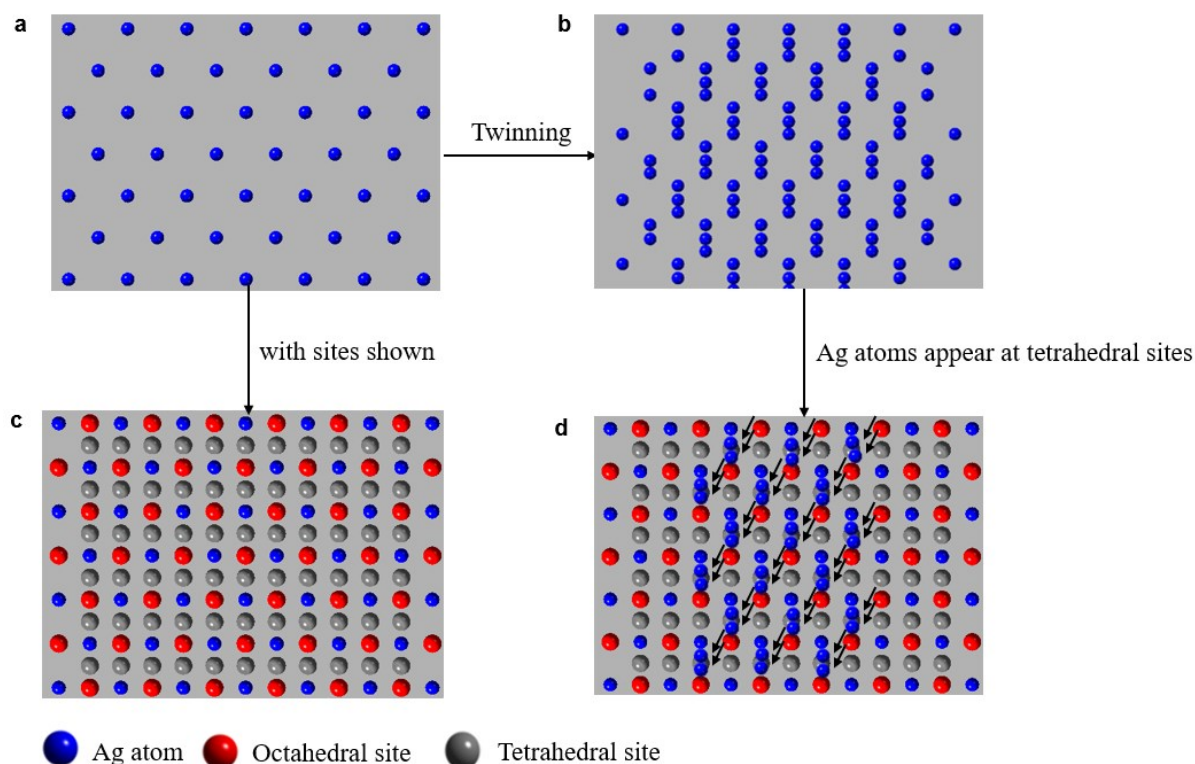 a
b
Twinning
with sites shown
Ag atoms appear at tetrahedral sites
c
d
Ag atom
Octahedral site
Tetrahedral site